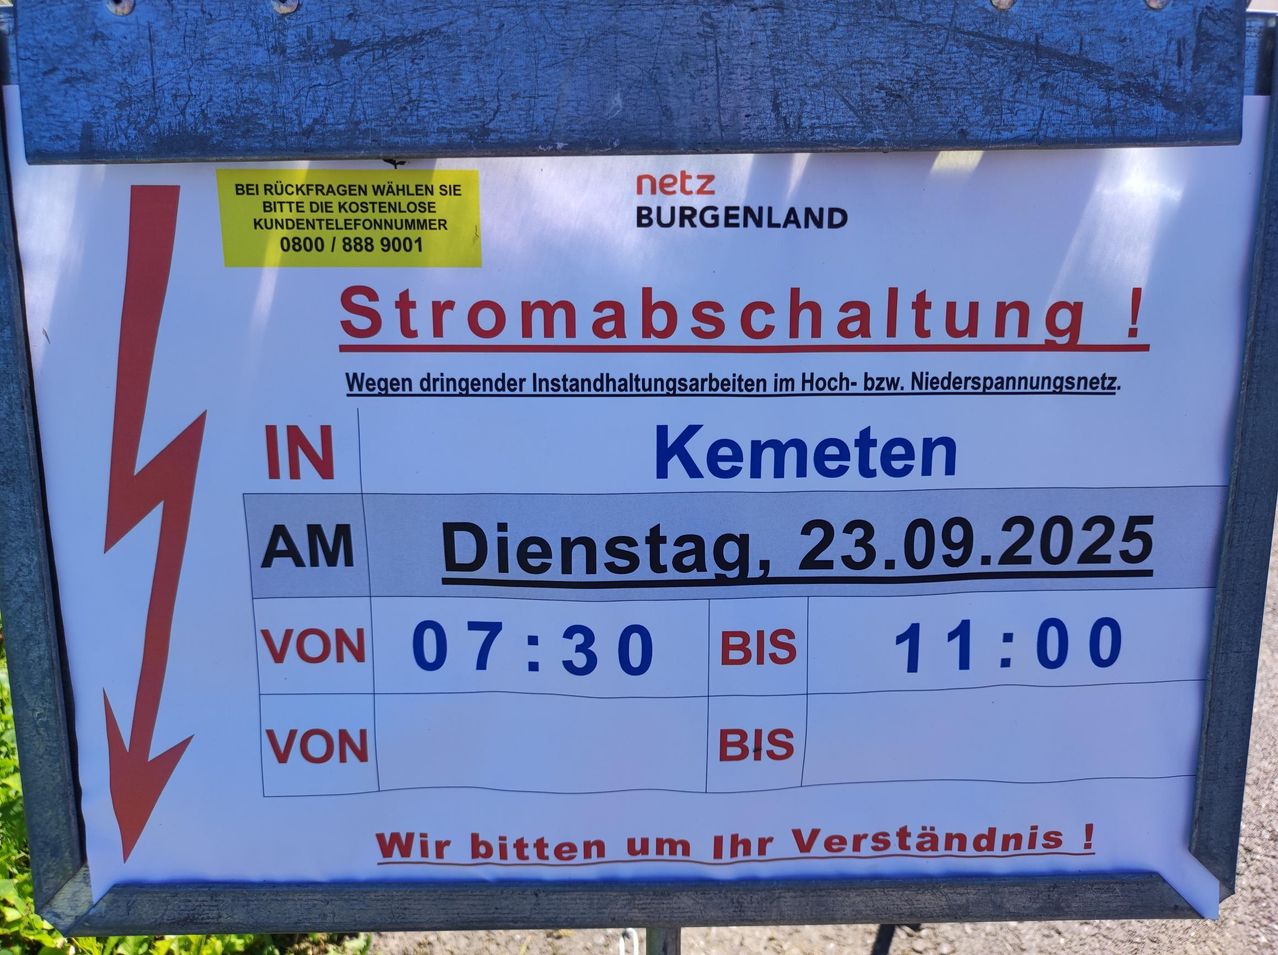 BEI RÜCKFRAGEN WÄHLEN SIE
BITTE DIE KOSTENLOSE
KUNDENTELEFONNUMMER
0800 / 888 9001
netz
BURGENLAND
Stromabschaltung !
Wegen dringender Instandhaltungsarbeiten im Hoch- bzw. Niederspannungsnetz.
IN Kemeten
AM Dienstag, 23.09.2025
VON 07:30 BIS 11:00
VON BIS
Wir bitten um Ihr Verständnis !